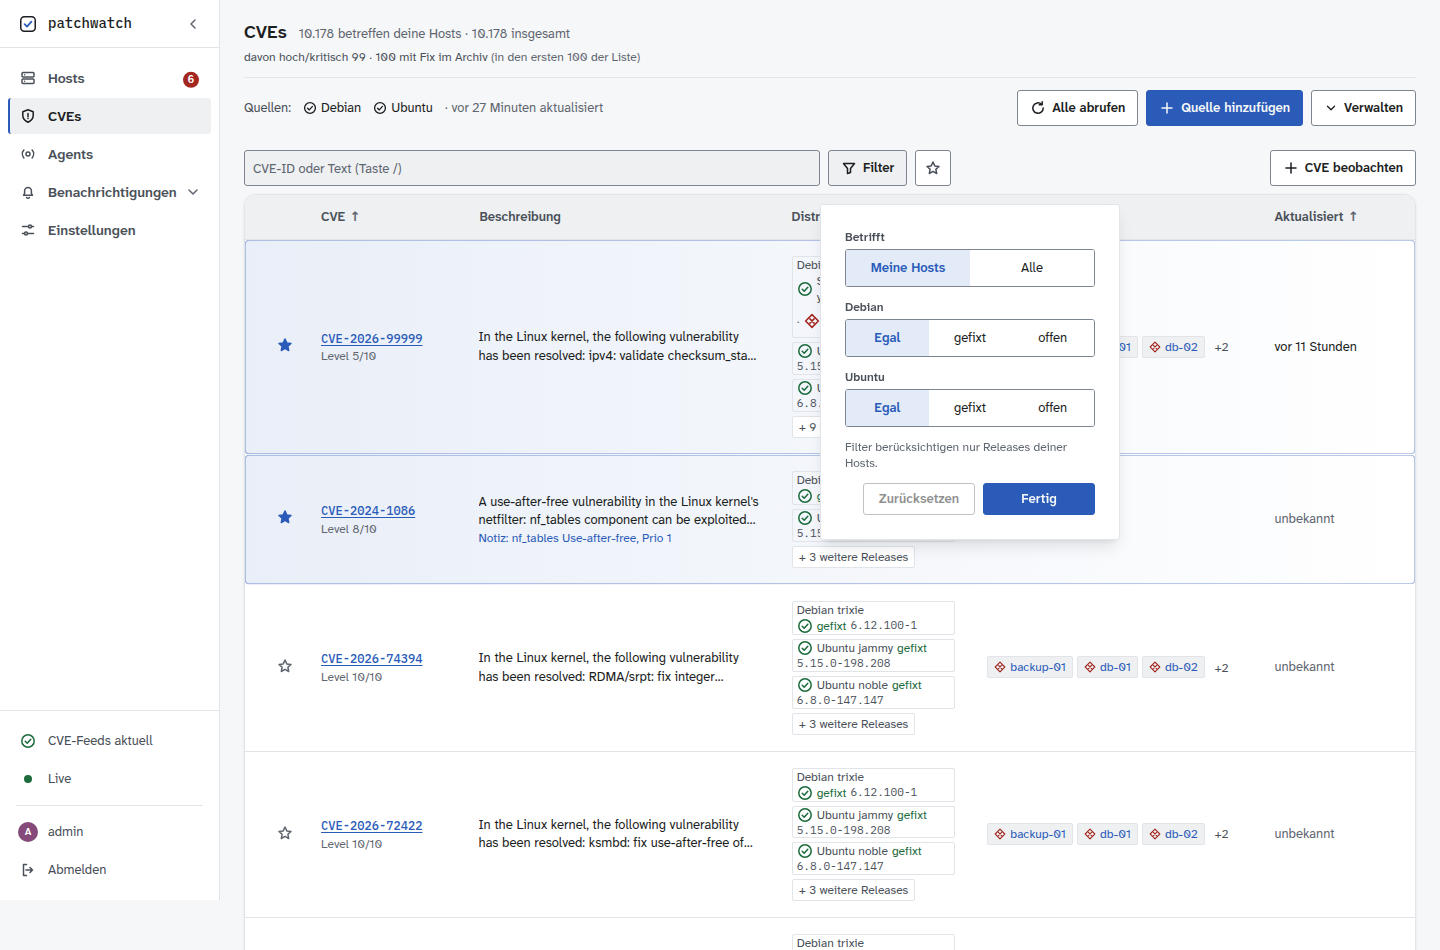 patchwatch
Hosts 6
CVEs
Agents
Benachrichtigungen
Einstellungen
CVE-Feeds aktuell
Live
A admin
Abmelden
CVEs 10.178 betreffen deine Hosts · 10.178 insgesamt
davon hoch/kritisch 99 · 100 mit Fix im Archiv (in den ersten 100 der Liste)
Quellen: Debian Ubuntu · vor 27 Minuten aktualisiert
Alle abrufen
Quelle hinzufügen
Verwalten
CVE-ID oder Text (Taste /)
Filter
CVE beobachten
CVE ↑ Beschreibung Distr Aktualisiert ↑
Betrifft
Meine Hosts Alle
Debian
Egal gefixt offen
Ubuntu
Egal gefixt offen
Filter berücksichtigen nur Releases deiner
Hosts.
Zurücksetzen Fertig
CVE-2026-99999
Level 5/10
In the Linux kernel, the following vulnerability
has been resolved: ipv4: validate checksum_sta...
Debi
5.15
6.8.
+ 9
01 db-02 +2
vor 11 Stunden
CVE-2024-1086
Level 8/10
A use-after-free vulnerability in the Linux kernel's
netfilter: nf_tables component can be exploited...
Notiz: nf_tables Use-after-free, Prio 1
Debi
5.15
+ 3 weitere Releases
unbekannt
CVE-2026-74394
Level 10/10
In the Linux kernel, the following vulnerability
has been resolved: RDMA/srpt: fix integer...
Debian trixie
gefixt 6.12.100-1
Ubuntu jammy gefixt
5.15.0-198.208
Ubuntu noble gefixt
6.8.0-147.147
+ 3 weitere Releases
backup-01 db-01 db-02 +2
unbekannt
CVE-2026-72422
Level 10/10
In the Linux kernel, the following vulnerability
has been resolved: ksmbd: fix use-after-free of...
Debian trixie
gefixt 6.12.100-1
Ubuntu jammy gefixt
5.15.0-198.208
Ubuntu noble gefixt
6.8.0-147.147
+ 3 weitere Releases
backup-01 db-01 db-02 +2
unbekannt
Debian trixie